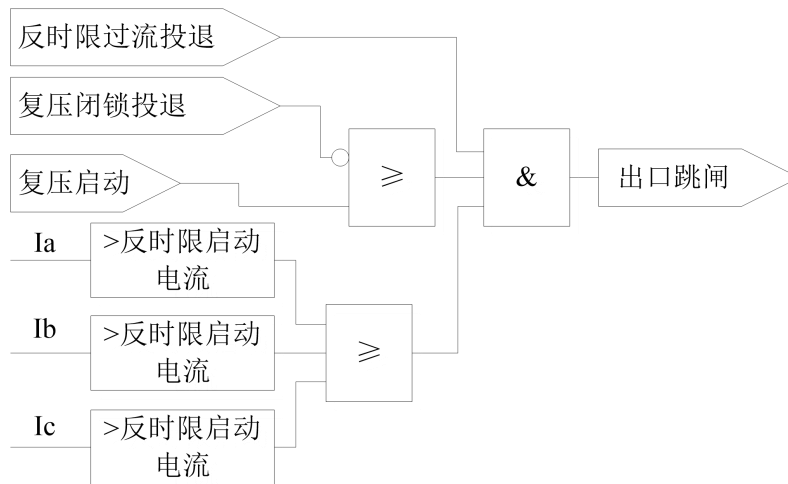 反时限过流投退
复压闭锁投退
复压启动
≥
&
出口跳闸
Ia
>反时限启动
电流
Ib
>反时限启动
电流
≥
Ic
>反时限启动
电流